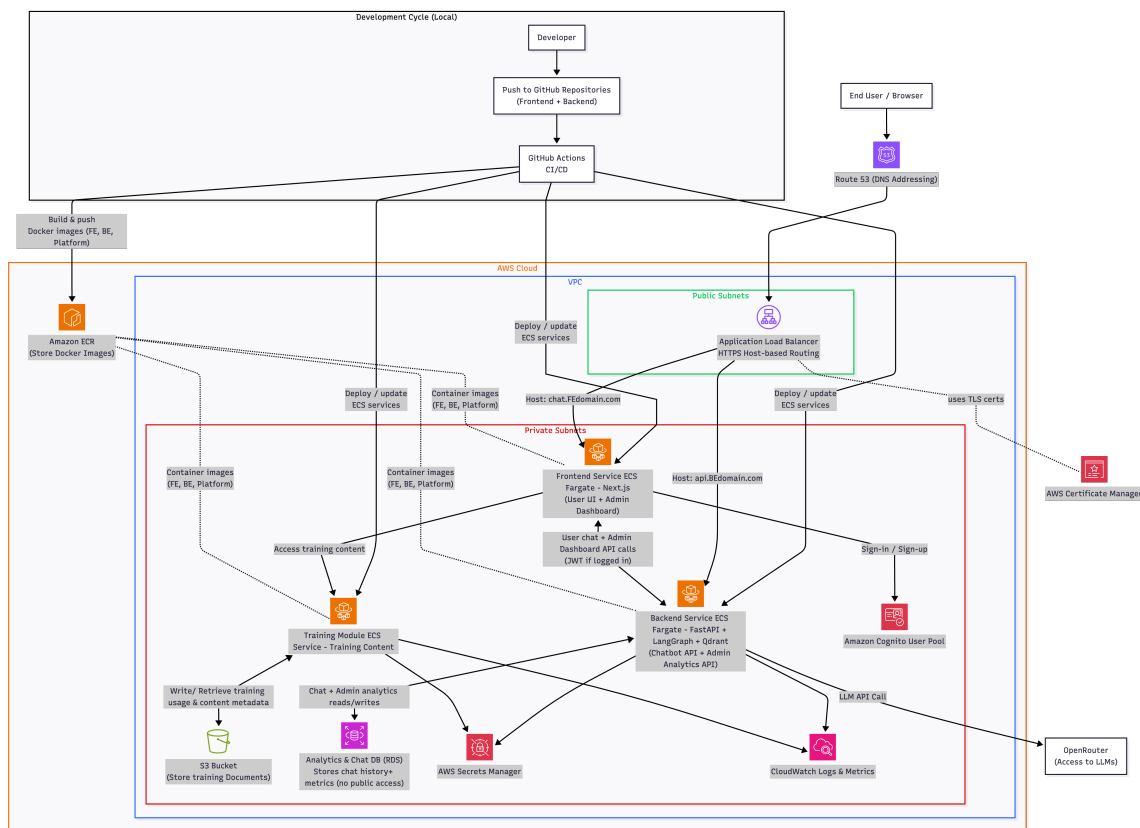 Development Cycle (Local)
Developer
Push to GitHub Repositories
(Frontend + Backend)
End User / Browser
GitHub Actions
CI/CD
53
Route 53 (DNS Addressing)
Build & push
Docker images (FE, BE,
Platform)
AWS Cloud
VPC
Public Subnets
Amazon ECR
(Store Docker Images)
Deploy / update
ECS services
Application Load Balancer
HTTPS Host-based Routing
Deploy / update
ECS services
Container images
(FE, BE, Platform)
Host: chat.FEdomain.com
Deploy / update
ECS services
uses TLS certs
Private Subnets
Container images
(FE, BE, Platform)
Container images
(FE, BE, Platform)
Frontend Service ECS
Fargate - Next.js
(User UI + Admin
Dashboard)
Host: api.BEdomain.com
AWS Certificate Manager
Access training content
User chat + Admin
Dashboard API calls
(JWT if logged in)
Sign-in / Sign-up
Training Module ECS
Service - Training Content
Backend Service ECS
Fargate - FastAPI +
LangGraph + Qdrant
(Chatbot API + Admin
Analytics API)
Amazon Cognito User Pool
Write/ Retrieve training
usage & content metadata
Chat + Admin analytics
reads/writes
LLM API Call
S3 Bucket
(Store training Documents)
Analytics & Chat DB (RDS)
Stores chat history+
metrics (no public access)
AWS Secrets Manager
CloudWatch Logs & Metrics
OpenRouter
(Access to LLMs)